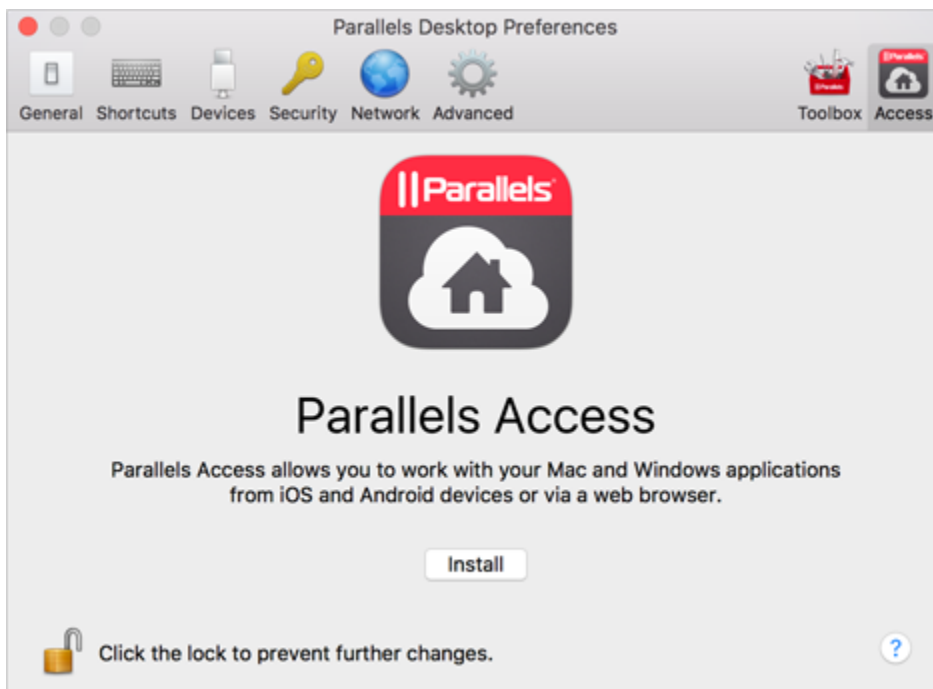 Parallels Desktop Preferences
General Shortcuts Devices Security Network Advanced Toolbox Access
Parallels
Parallels Access
Parallels Access allows you to work with your Mac and Windows applications
from iOS and Android devices or via a web browser.
Install
Click the lock to prevent further changes.
?